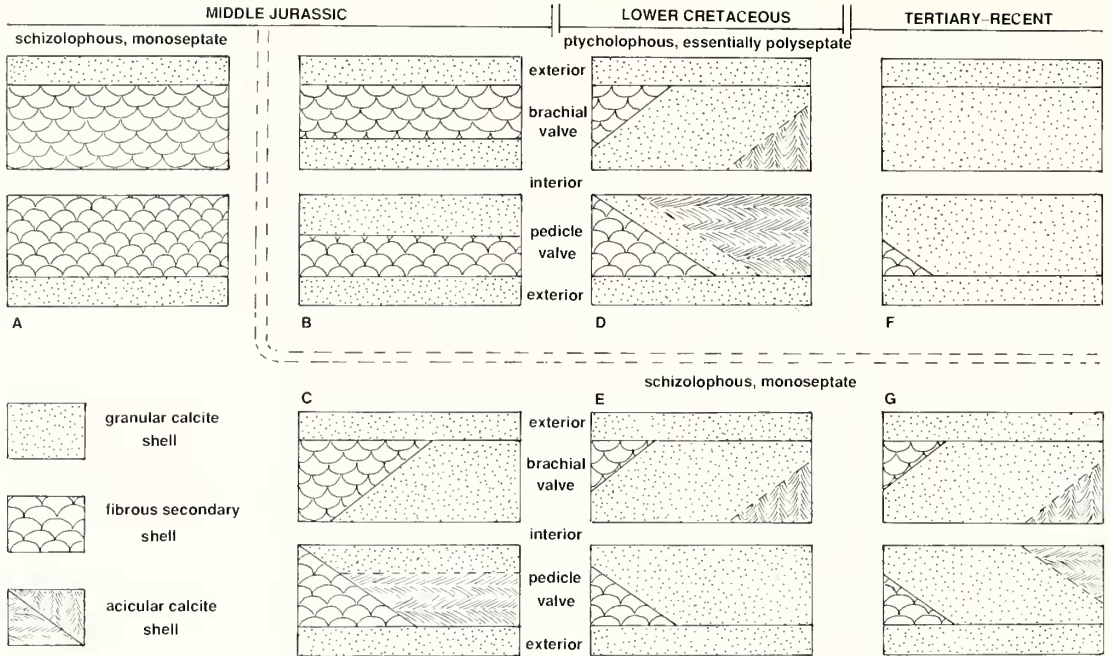 MIDDLE JURASSIC
LOWER CRETACEOUS
TERTIARY-RECENT
schizolophous, monoseptate
ptycholophous, essentially polyseptate
exterior
brachial
valve
interior
pedicle
valve
exterior
A
B
D
F
schizolophous, monoseptate
C
E
G
granular calcite
shell
fibrous secondary
shell
acicular calcite
shell
exterior
brachial
valve
interior
pedicle
valve
exterior